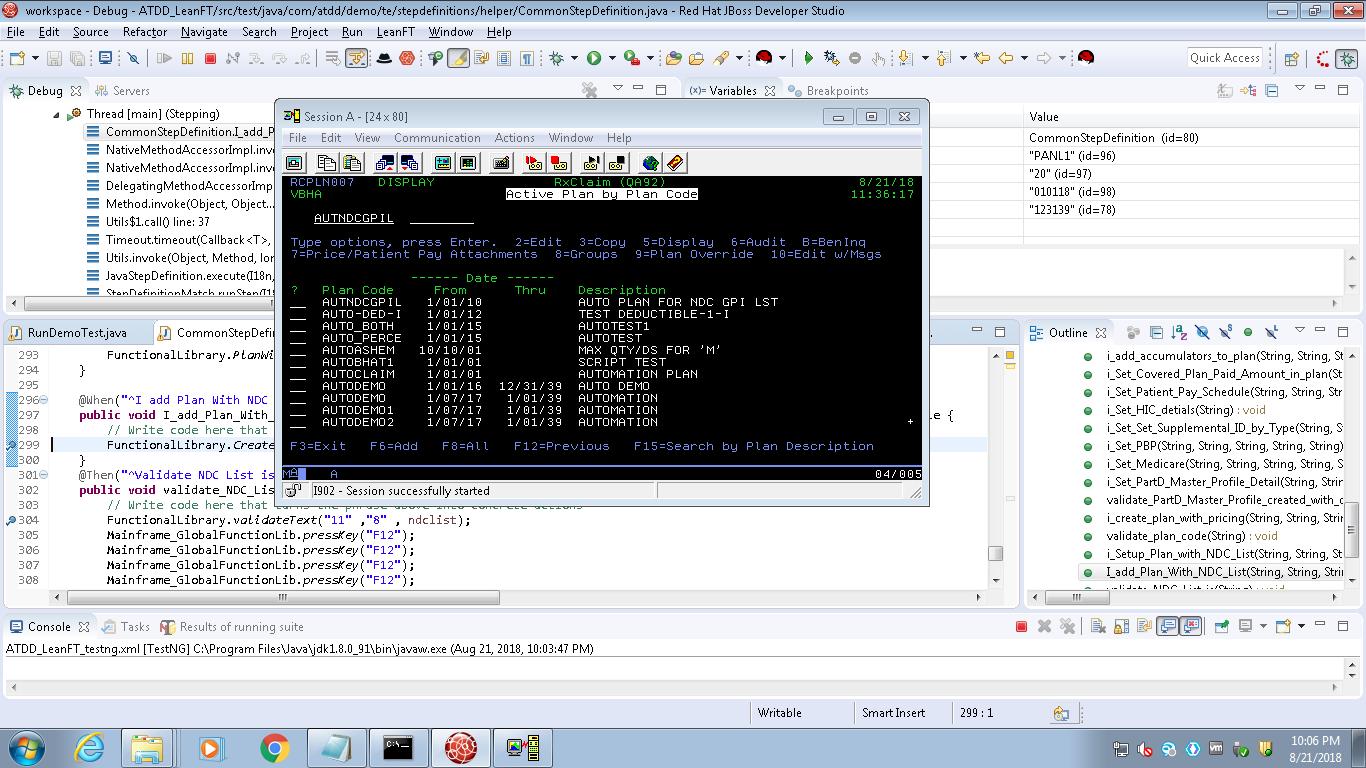 workspace - Debug - ATDD_LeanFT/src/test/java/com/atdd/demo/te/stepdefinitions/helper/CommonStepDefinition.java - Red Hat JBoss Developer Studio
File Edit Source Refactor Navigate Search Project Run LeanFT Window Help
Quick Access
Debug Servers
(x)= Variables Breakpoints
Thread [main] (Stepping)
CommonStepDefinition.I_add_P
NativeMethodAccessorImpl.invo
NativeMethodAccessorImpl.invo
DelegatingMethodAccessorImp
Method.invoke(Object, Object...
Utils$1.call() line: 37
Timeout.timeout(Callback<T>,
Utils.invoke(Object, Method, lon
JavaStepDefinition.execute(I18n,
StepDefinitionMatch.runStep(I18
Value
CommonStepDefinition (id=80)
"PANL1" (id=96)
"20" (id=97)
"010118" (id=98)
"123139" (id=78)
Session A - [24 x 80]
File Edit View Communication Actions Window Help
RCPLN007 DISPLAY RxClaim (QA92) 8/21/18
VBHA Active Plan by Plan Code 11:36:17
AUTNDCGPIL
Type options, press Enter. 2=Edit 3=Copy 5=Display 6=Audit B=BenInq
7=Price/Patient Pay Attachments 8=Groups 9=Plan Override 10=Edit w/Msgs
------ Date ------
? Plan Code From Thru Description
AUTNDCGPIL 1/01/10 AUTO PLAN FOR NDC GPI LST
AUTO-DED-I 1/01/12 TEST DEDUCTIBLE-1-I
AUTO_BOTH 1/01/15 AUTOTEST1
AUTO_PERCE 1/01/15 AUTOTEST
AUTOASHEM 10/10/01 MAX QTY/DS FOR 'M'
AUTOBHAT1 1/01/01 SCRIPT TEST
AUTOCLAIM 1/01/01 AUTOMATION PLAN
AUTODEMO 1/01/16 12/31/39 AUTO DEMO
AUTODEMO 1/07/17 1/01/39 AUTOMATION
AUTODEMO1 1/07/17 1/01/39 AUTOMATION
AUTODEMO2 1/07/17 1/01/39 AUTOMATION +
F3=Exit F6=Add F8=All F12=Previous F15=Search by Plan Description
MA A 04/005
I902 - Session successfully started
RunDemoTest.java CommonStepDefi
293 FunctionalLibrary.PlanWi
294 }
295
296 @When("^I add Plan With NDC
297 public void I_add_Plan_With_ le {
298 // Write code here that
299 FunctionalLibrary.Create
300 }
301 @Then("^Validate NDC List is
302 public void validate_NDC_Lis
303 // Write code here that turns the phrase above into concrete actions
304 FunctionalLibrary.validateText("11" ,"8" , ndclist);
305 Mainframe_GlobalFunctionLib.pressKey("F12");
306 Mainframe_GlobalFunctionLib.pressKey("F12");
307 Mainframe_GlobalFunctionLib.pressKey("F12");
308 Mainframe_GlobalFunctionLib.pressKey("F12");
Outline
i_add_accumulators_to_plan(String, String, Str
i_Set_Covered_Plan_Paid_Amount_in_plan(St
i_Set_Patient_Pay_Schedule(String, String, Stri
i_Set_HIC_detials(String) : void
i_Set_Set_Supplemental_ID_by_Type(String, St
i_Set_PBP(String, String, String, String, String,
i_Set_Medicare(String, String, String, String, St
i_Set_PartD_Master_Profile_Detail(String, Strin
validate_PartD_Master_Profile_created_with_c
i_create_plan_with_pricing(String, String, String
validate_plan_code(String) : void
i_Setup_Plan_with_NDC_List(String, String, Stri
I_add_Plan_With_NDC_List(String, String, Strin
validate_NDC_List_is(String) : void
Console Tasks Results of running suite
ATDD_LeanFT_testng.xml [TestNG] C:\Program Files\Java\jdk1.8.0_91\bin\javaw.exe (Aug 21, 2018, 10:03:47 PM)
Writable Smart Insert 299 : 1
10:06 PM
8/21/2018